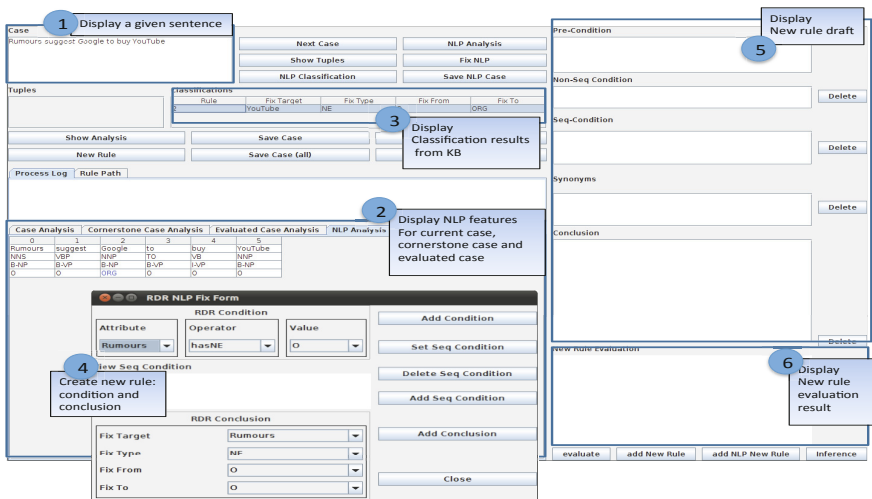 1 Display a given sentence
Case
Rumours suggest Google to buy YouTube
Next Case
NLP Analysis
Show Tuples
Fix NLP
NLP Classification
Save NLP Case
Tuples
Classifications
Rule Fix Target Fix Type Fix From Fix To
2 YouTube NE ORG
3
Display
Classification results
from KB
Show Analysis
Save Case
New Rule
Save Case (all)
Process Log Rule Path
2
Display NLP features
For current case,
cornerstone case and
evaluated case
Case Analysis Cornerstone Case Analysis Evaluated Case Analysis NLP Analysis
0 1 2 3 4 5
Rumours suggest Google to buy YouTube
NNS VBP NNP TO VB NNP
B-NP B-VP B-NP B-VP I-VP B-NP
O O ORG O O O
RDR NLP Fix Form
RDR Condition
Attribute Operator Value
Rumours hasNE O
Add Condition
Set Seq Condition
View Seq Condition
Delete Seq Condition
Add Seq Condition
4
Create new rule:
condition and
conclusion
RDR Conclusion
Fix Target Rumours
Fix Type NE
Fix From O
Fix To O
Add Conclusion
Close
Pre-Condition
5
Display
New rule draft
Non-Seq Condition
Delete
Seq-Condition
Delete
Synonyms
Delete
Conclusion
Delete
New Rule Evaluation
6
Display
New rule
evaluation
result
evaluate add New Rule add NLP New Rule Inference